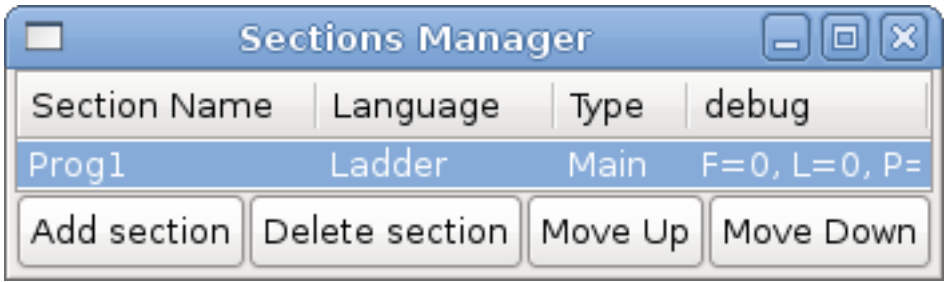 Sections Manager
Section Name Language Type debug
Prog1 Ladder Main F=0, L=0, P=
Add section Delete section Move Up Move Down